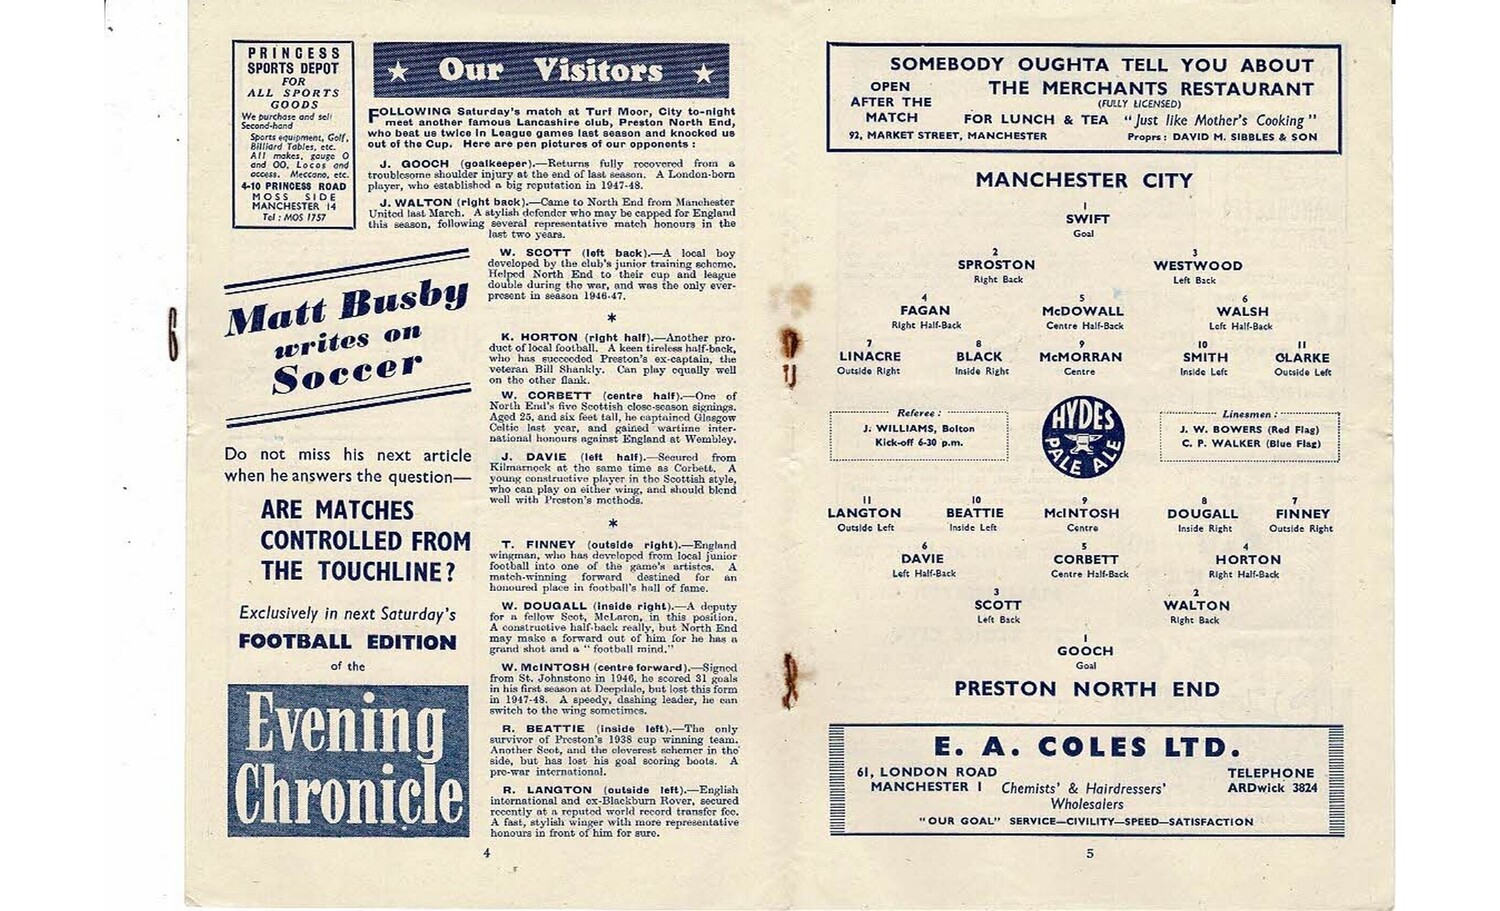 PRINCESS
SPORTS DEPOT
FOR
ALL SPORTS
GOODS
We purchase and sell
Second-hand
Sports equipment, Golf,
Billiard Tables, etc.
All makes, gauge O
and OO, Locos and
access. Meccano, etc.
4-10 PRINCESS ROAD
MOSS SIDE
MANCHESTER 14
Tel : MOS 1757
Our Visitors
FOLLOWING Saturday's match at Turf Moor, City to-night
meet another famous Lancashire club, Preston North End,
who beat us twice in League games last season and knocked us
out of the Cup. Here are pen pictures of our opponents :
J. GOOCH (goalkeeper).—Returns fully recovered from a
troublesome shoulder injury at the end of last season. A London-born
player, who established a big reputation in 1947-48.
J. WALTON (right back).—Came to North End from Manchester
United last March. A stylish defender who may be capped for England
this season, following several representative match honours in the
last two years.
W. SCOTT (left back).—A local boy
developed by the club's junior training scheme.
Helped North End to their cup and league
double during the war, and was the only ever-
present in season 1946-47.
*
K. HORTON (right half).—Another pro-
duct of local football. A keen tireless half-back,
who has succeeded Preston's ex-captain, the
veteran Bill Shankly. Can play equally well
on the other flank.
W. CORBETT (centre half).—One of
North End's five Scottish close-season signings.
Aged 25, and six feet tall, he captained Glasgow
Celtic last year, and gained wartime inter-
national honours against England at Wembley.
J. DAVIE (left half).—Secured from
Kilmarnock at the same time as Corbett. A
young constructive player in the Scottish style,
who can play on either wing, and should blend
well with Preston's methods.
*
T. FINNEY (outside right).—England
wingman, who has developed from local junior
football into one of the game's artistes. A
match-winning forward destined for an
honoured place in football's hall of fame.
W. DOUGALL (inside right).—A deputy
for a fellow Scot, McLaren, in this position.
A constructive half-back really, but North End
may make a forward out of him for he has a
grand shot and a " football mind."
W. McINTOSH (centre forward).—Signed
from St. Johnstone in 1946, he scored 31 goals
in his first season at Deepdale, but lost this form
in 1947-48. A speedy, dashing leader, he can
switch to the wing sometimes.
R. BEATTIE (inside left).—The only
survivor of Preston's 1938 cup winning team.
Another Scot, and the cleverest schemer in the
side, but has lost his goal scoring boots. A
pre-war international.
R. LANGTON (outside left).—English
international and ex-Blackburn Rover, secured
recently at a reputed world record transfer fee.
A fast, stylish winger with more representative
honours in front of him for sure.
Matt Busby
writes on
Soccer
Do not miss his next article
when he answers the question—
ARE MATCHES
CONTROLLED FROM
THE TOUCHLINE?
Exclusively in next Saturday's
FOOTBALL EDITION
of the
Evening
Chronicle
4
SOMEBODY OUGHTA TELL YOU ABOUT
OPEN
AFTER THE
MATCH
THE MERCHANTS RESTAURANT
(FULLY LICENSED)
FOR LUNCH & TEA "Just like Mother's Cooking"
92, MARKET STREET, MANCHESTER Proprs: DAVID M. SIBBLES & SON
MANCHESTER CITY
1
SWIFT
Goal
2 3
SPROSTON WESTWOOD
Right Back Left Back
4 5 6
FAGAN McDOWALL WALSH
Right Half-Back Centre Half-Back Left Half-Back
7 8 9 10 11
LINACRE BLACK McMORRAN SMITH CLARKE
Outside Right Inside Right Centre Inside Left Outside Left
Referee :
J. WILLIAMS, Bolton
Kick-off 6-30 p.m.
HYDES
PALE ALE
Linesmen :
J. W. BOWERS (Red Flag)
C. P. WALKER (Blue Flag)
11 10 9 8 7
LANGTON BEATTIE McINTOSH DOUGALL FINNEY
Outside Left Inside Left Centre Inside Right Outside Right
6 5 4
DAVIE CORBETT HORTON
Left Half-Back Centre Half-Back Right Half-Back
3 2
SCOTT WALTON
Left Back Right Back
1
GOOCH
Goal
PRESTON NORTH END
E. A. COLES LTD.
61, LONDON ROAD
MANCHESTER 1
Chemists' & Hairdressers'
Wholesalers
TELEPHONE
ARDwick 3824
"OUR GOAL" SERVICE—CIVILITY—SPEED—SATISFACTION
5